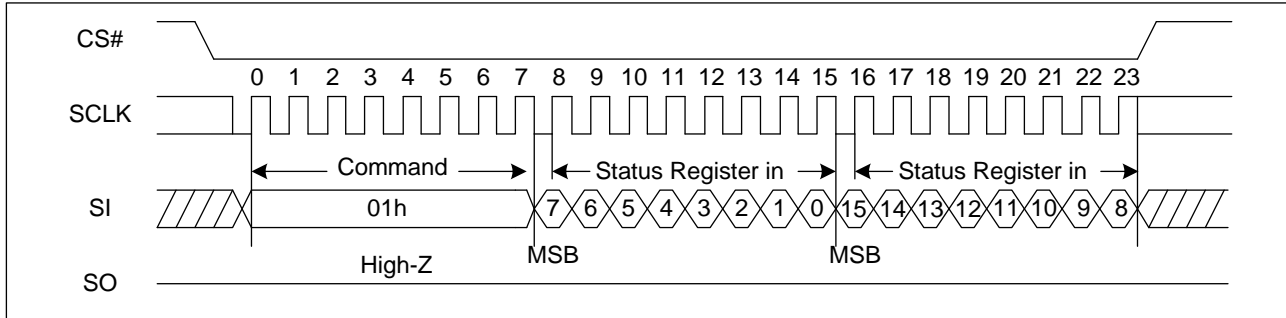 CS#
0 1 2 3 4 5 6 7 8 9 10 11 12 13 14 15 16 17 18 19 20 21 22 23
SCLK
Command Status Register in Status Register in
SI 01h 7 6 5 4 3 2 1 0 15 14 13 12 11 10 9 8
High-Z MSB MSB
SO